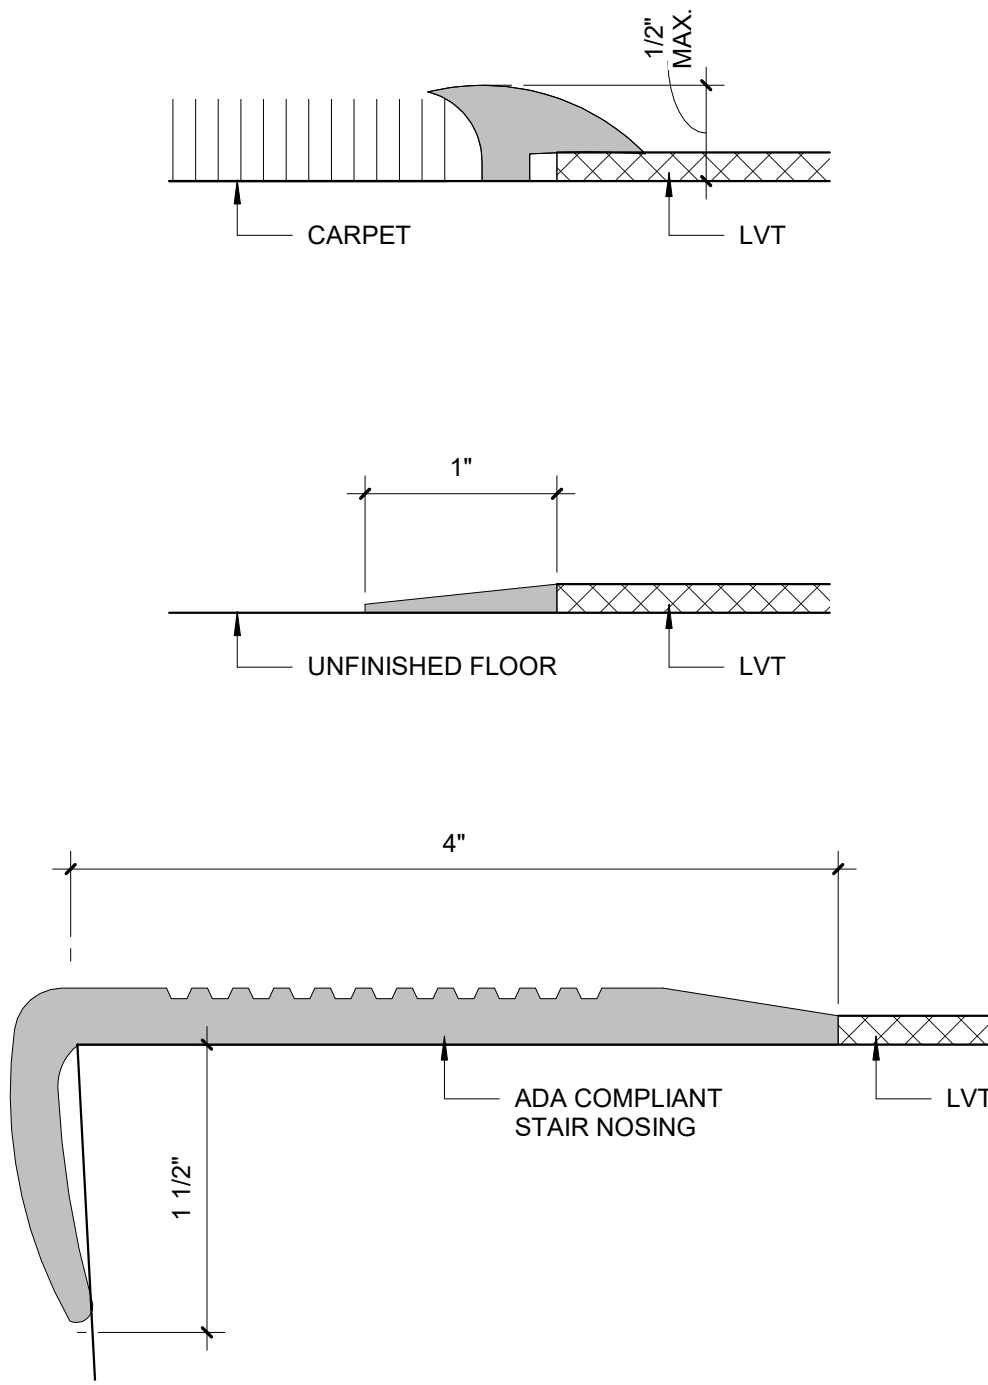 1/2"
MAX.
CARPET
LVT
1"
UNFINISHED FLOOR
LVT
4"
ADA COMPLIANT
STAIR NOSING
LVT
1 1/2"